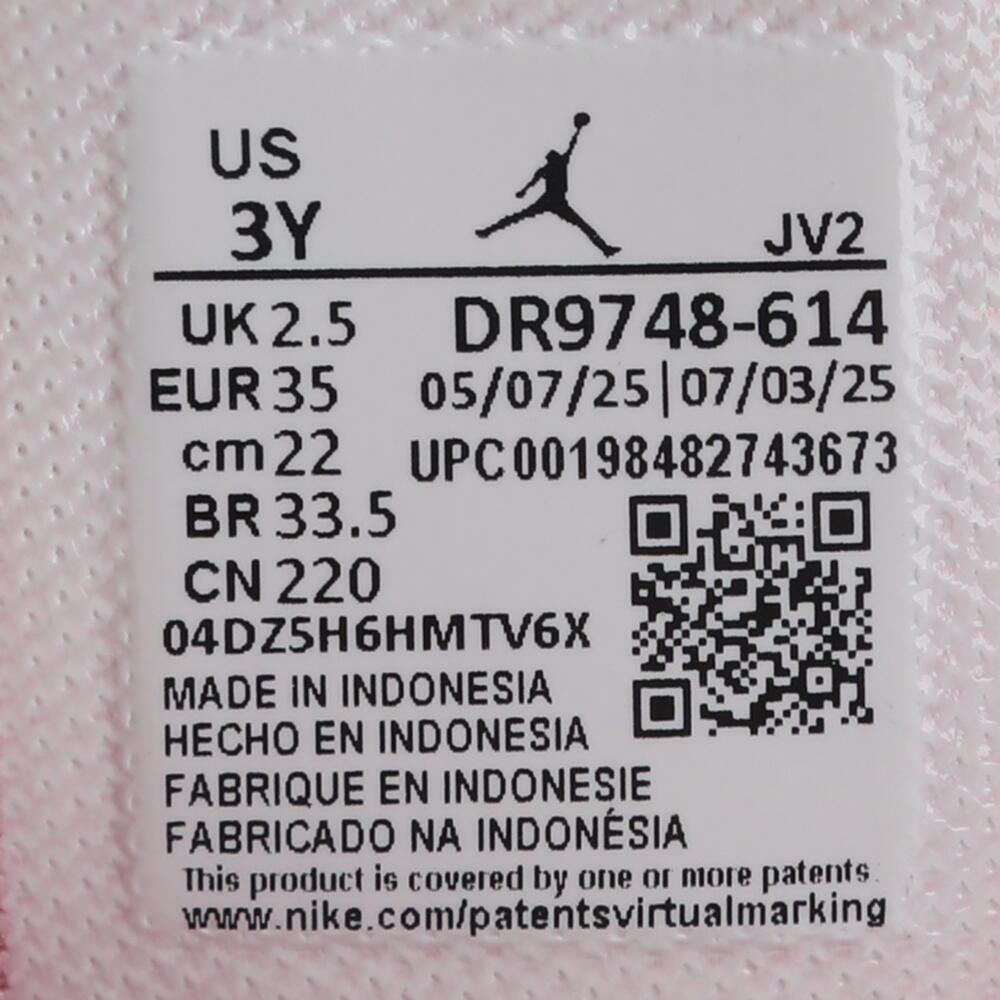 US
3Y JV2
UK 2.5 DR9748-614
EUR 35 05/07/25|07/03/25
cm 22 UPC001984827​43673
BR 33.5
CN 220
04DZ5H6HMTV6X
MADE IN INDONESIA
HECHO EN INDONESIA
FABRIQUE EN INDONESIE
FABRICADO NA INDONÉSIA
This product is covered by one or more patents.
www.nike.com/patentsvirtualmarking